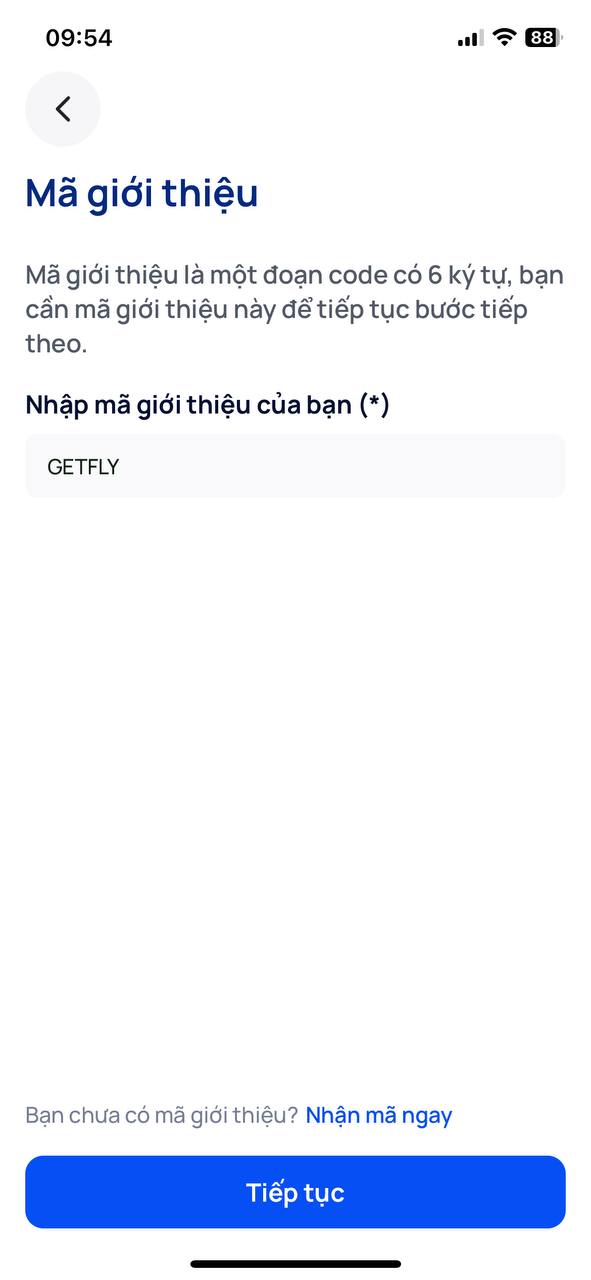 09:54
88
Mã giới thiệu
Mã giới thiệu là một đoạn code có 6 ký tự, bạn
cần mã giới thiệu này để tiếp tục bước tiếp
theo.
Nhập mã giới thiệu của bạn (*)
GETFLY
Bạn chưa có mã giới thiệu? Nhận mã ngay
Tiếp tục